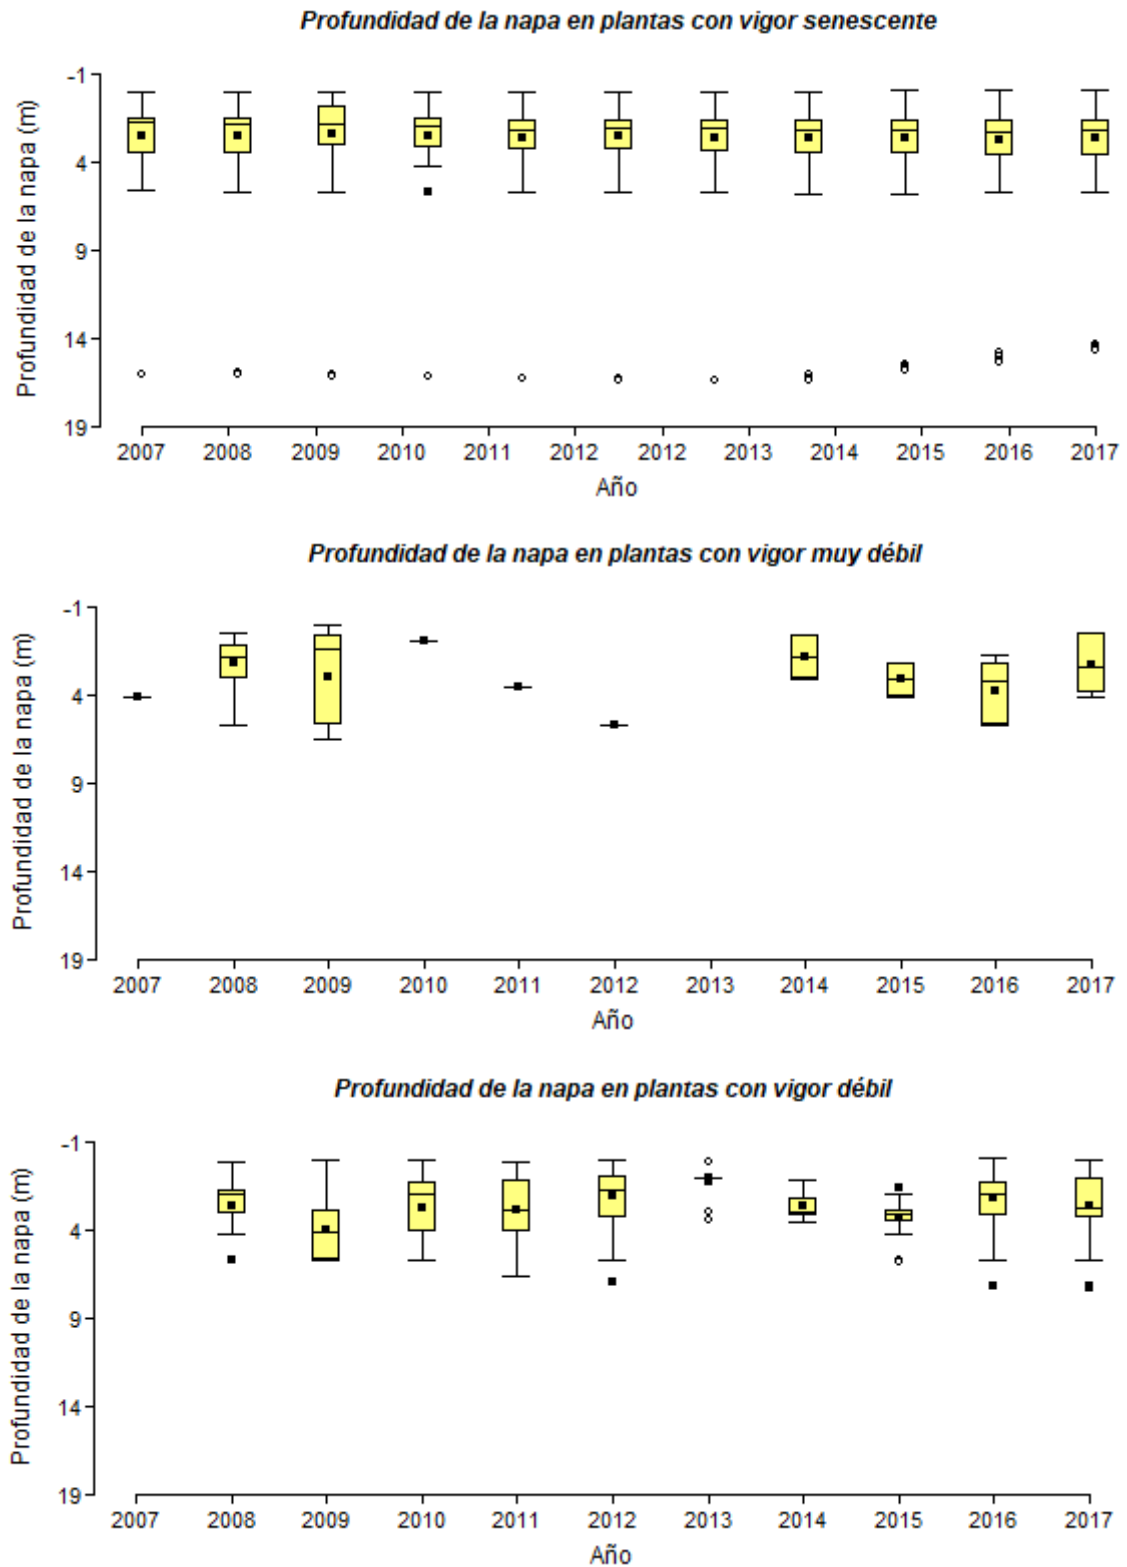 Profundidad de la napa en plantas con vigor senescente
Profundidad de la napa (m)
-1
4
9
14
19
2007 2008 2009 2010 2011 2012 2012 2013 2014 2015 2016 2017
Año
Profundidad de la napa en plantas con vigor muy débil
Profundidad de la napa (m)
-1
4
9
14
19
2007 2008 2009 2010 2011 2012 2013 2014 2015 2016 2017
Año
Profundidad de la napa en plantas con vigor débil
Profundidad de la napa (m)
-1
4
9
14
19
2007 2008 2009 2010 2011 2012 2013 2014 2015 2016 2017
Año